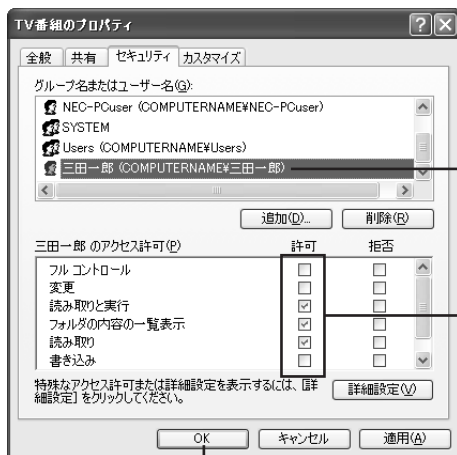 TV番組のプロパティ
全般 共有 セキュリティ カスタマイズ
グループ名またはユーザー名(G):
NEC-PCuser (COMPUTERNAME¥NEC-PCuser)
SYSTEM
Users (COMPUTERNAME¥Users)
三田一郎 (COMPUTERNAME¥三田一郎)
追加(D)... 削除(R)
三田一郎 のアクセス許可(P) 許可 拒否
フル コントロール
変更
読み取りと実行
フォルダの内容の一覧表示
読み取り
書き込み
特殊なアクセス許可または詳細設定を表示するには、[詳
細設定] をクリックしてください。 詳細設定(V)
OK キャンセル 適用(A)